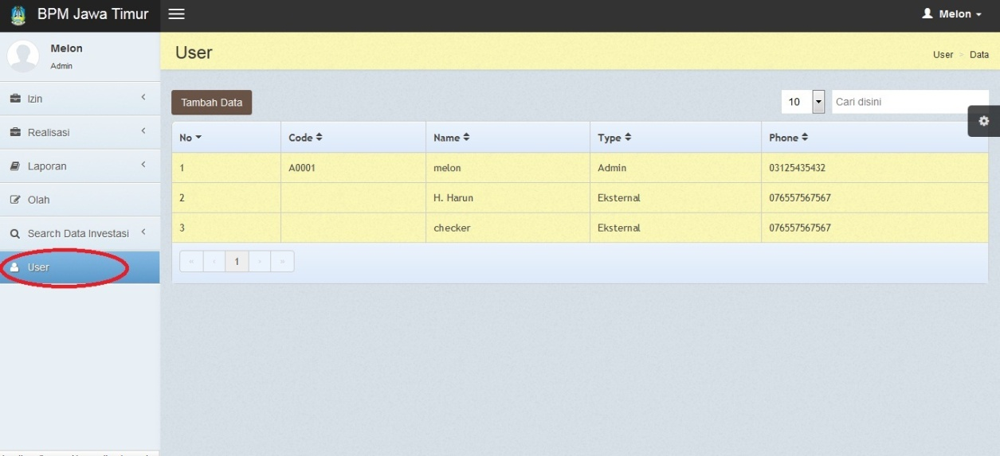 BPM Jawa Timur
Melon
Melon
Admin
Izin
Realisasi
Laporan
Olah
Search Data Investasi
User
User
User > Data
Tambah Data
10 Cari disini
No Code Name Type Phone
1 A0001 melon Admin 03125435432
2 H. Harun Eksternal 076557567567
3 checker Eksternal 076557567567
« ‹ 1 › »